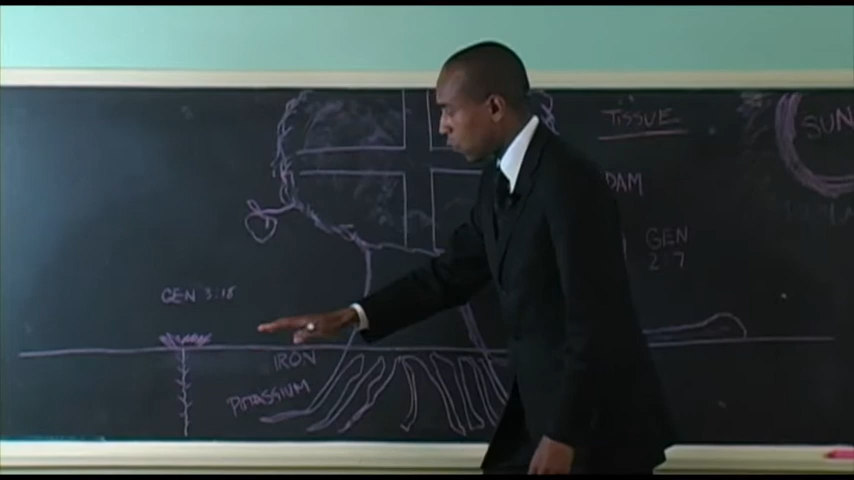 TISSUE
SUN
DAM
GEN
2 7
GEN 3:18
IRON
POTASSIUM